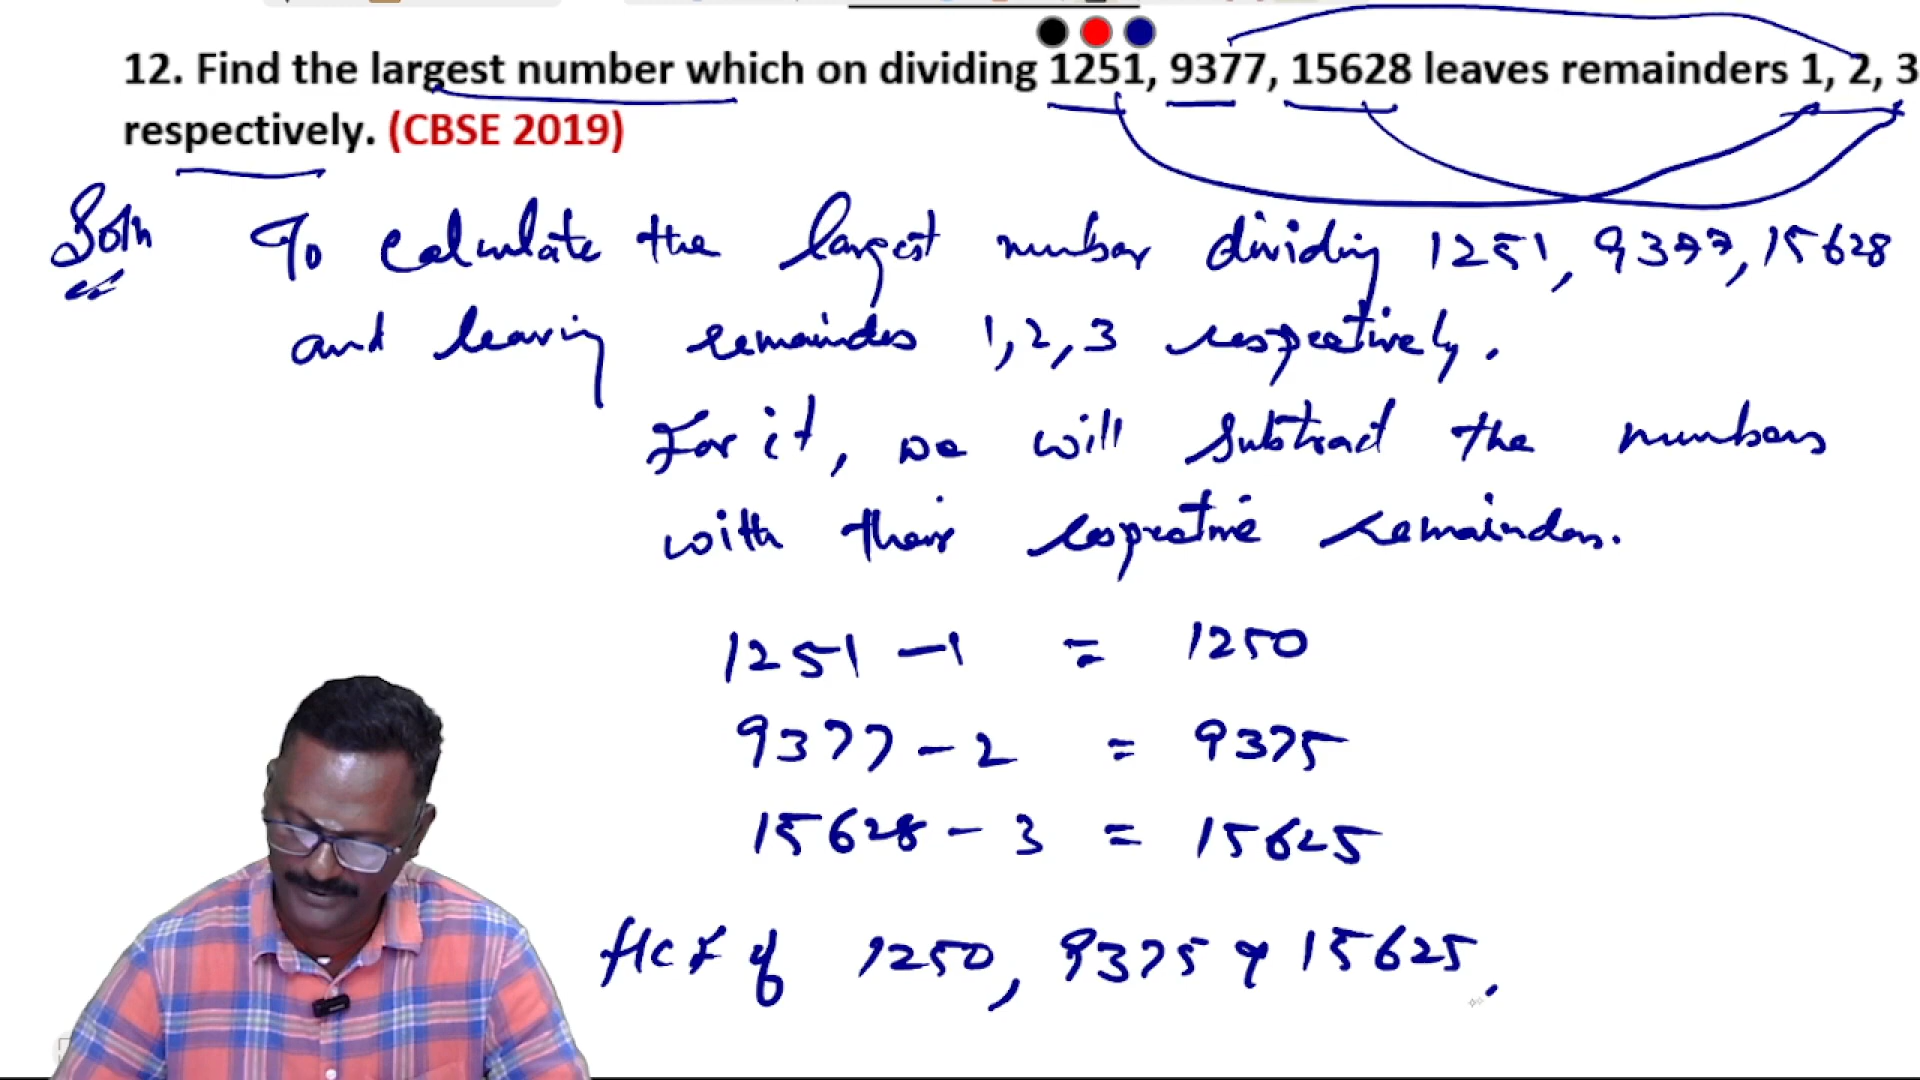 12. Find the largest number which on dividing 1251, 9377, 15628 leaves remainders 1, 2, 3
respectively. (CBSE 2019)
Soln To calculate the largest number dividing 1251, 9377, 15628
and leaving remainders 1, 2, 3 respectively.
For it, we will subtract the numbers
with their respective remainders.
1251 - 1 = 1250
9377 - 2 = 9375
15628 - 3 = 15625
HCF of 1250, 9375 & 15625.